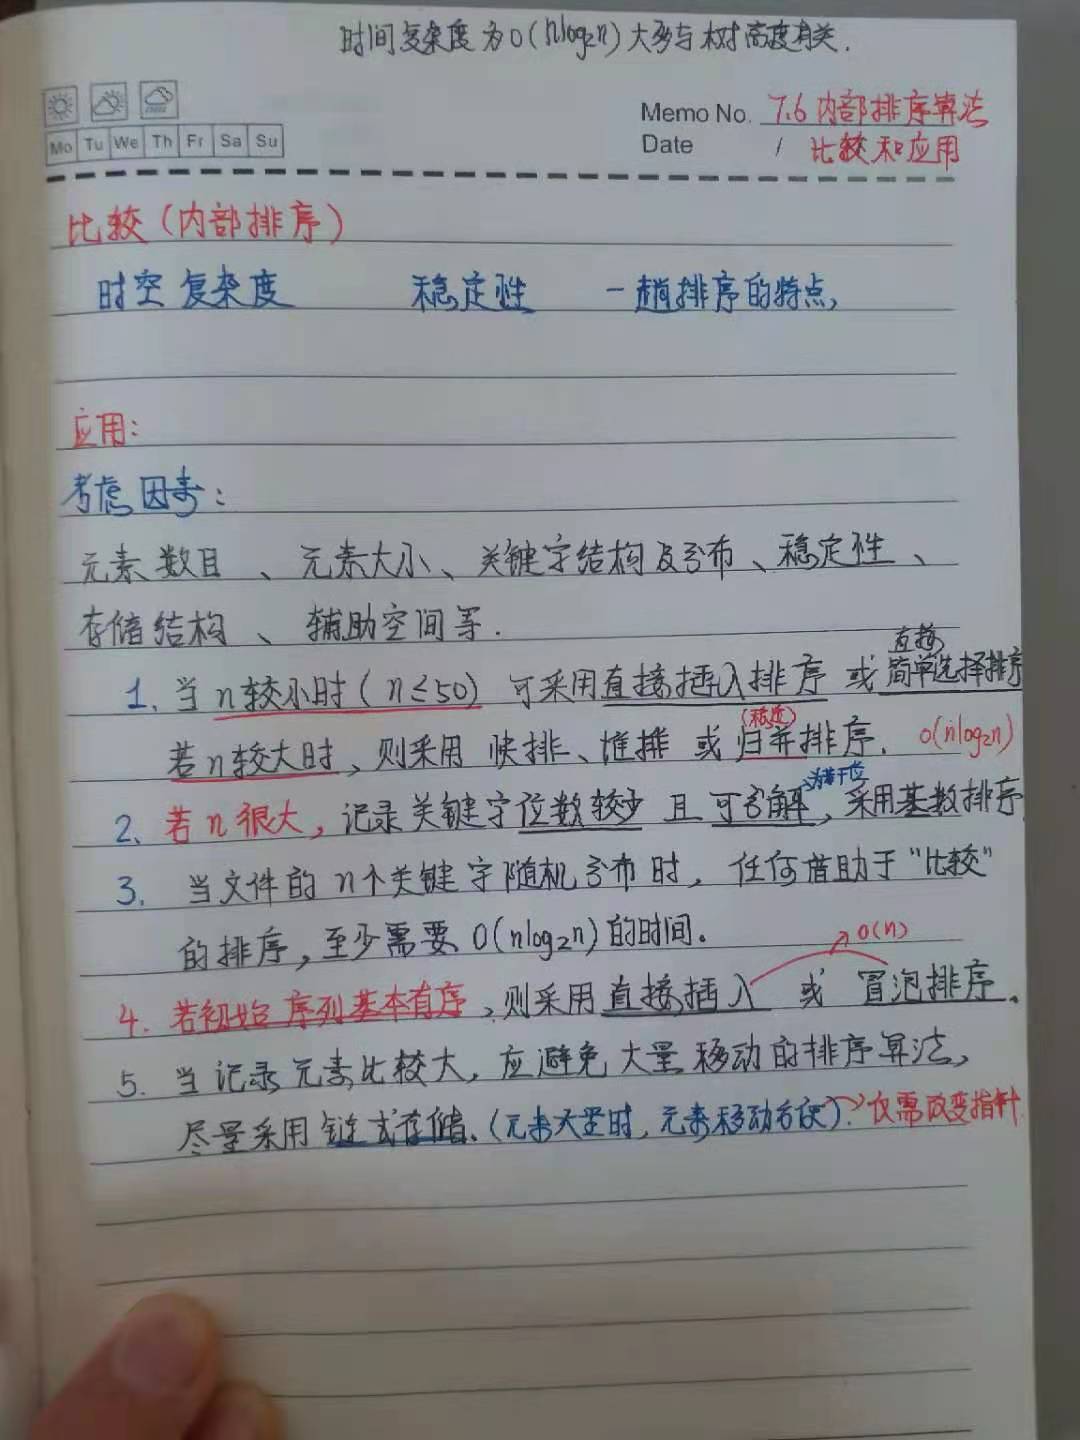 时间复杂度为O(nlog₂n)大多与树高度有关.
Memo No. 7.6内部排序算法
Mo Tu We Th Fr Sa Su
Date / 比较和应用
比较(内部排序)
时空复杂度 稳定性 一趟排序的特点,
应用:
考虑因素:
元素数目、元素大小、关键字结构及分布、稳定性、
存储结构、辅助空间等.
直接
1. 当n较小时(n≤50) 可采用直接插入排序 或 简单选择排序
(稳定)
若n较大时,则采用 快排、堆排 或 归并排序. O(nlog₂n)
→为若干位
2. 若n很大,记录关键字位数较少 且 可分解,采用基数排序
3. 当文件的n个关键字随机分布时,任何借助于"比较"
的排序,至少需要O(nlog₂n)的时间.
O(n)
4. 若初始序列基本有序,则采用直接插入 或 冒泡排序.
5. 当记录元素比较大,应避免大量移动的排序算法,
尽量采用链式存储.(元素大量时,元素移动方便).→仅需改变指针.